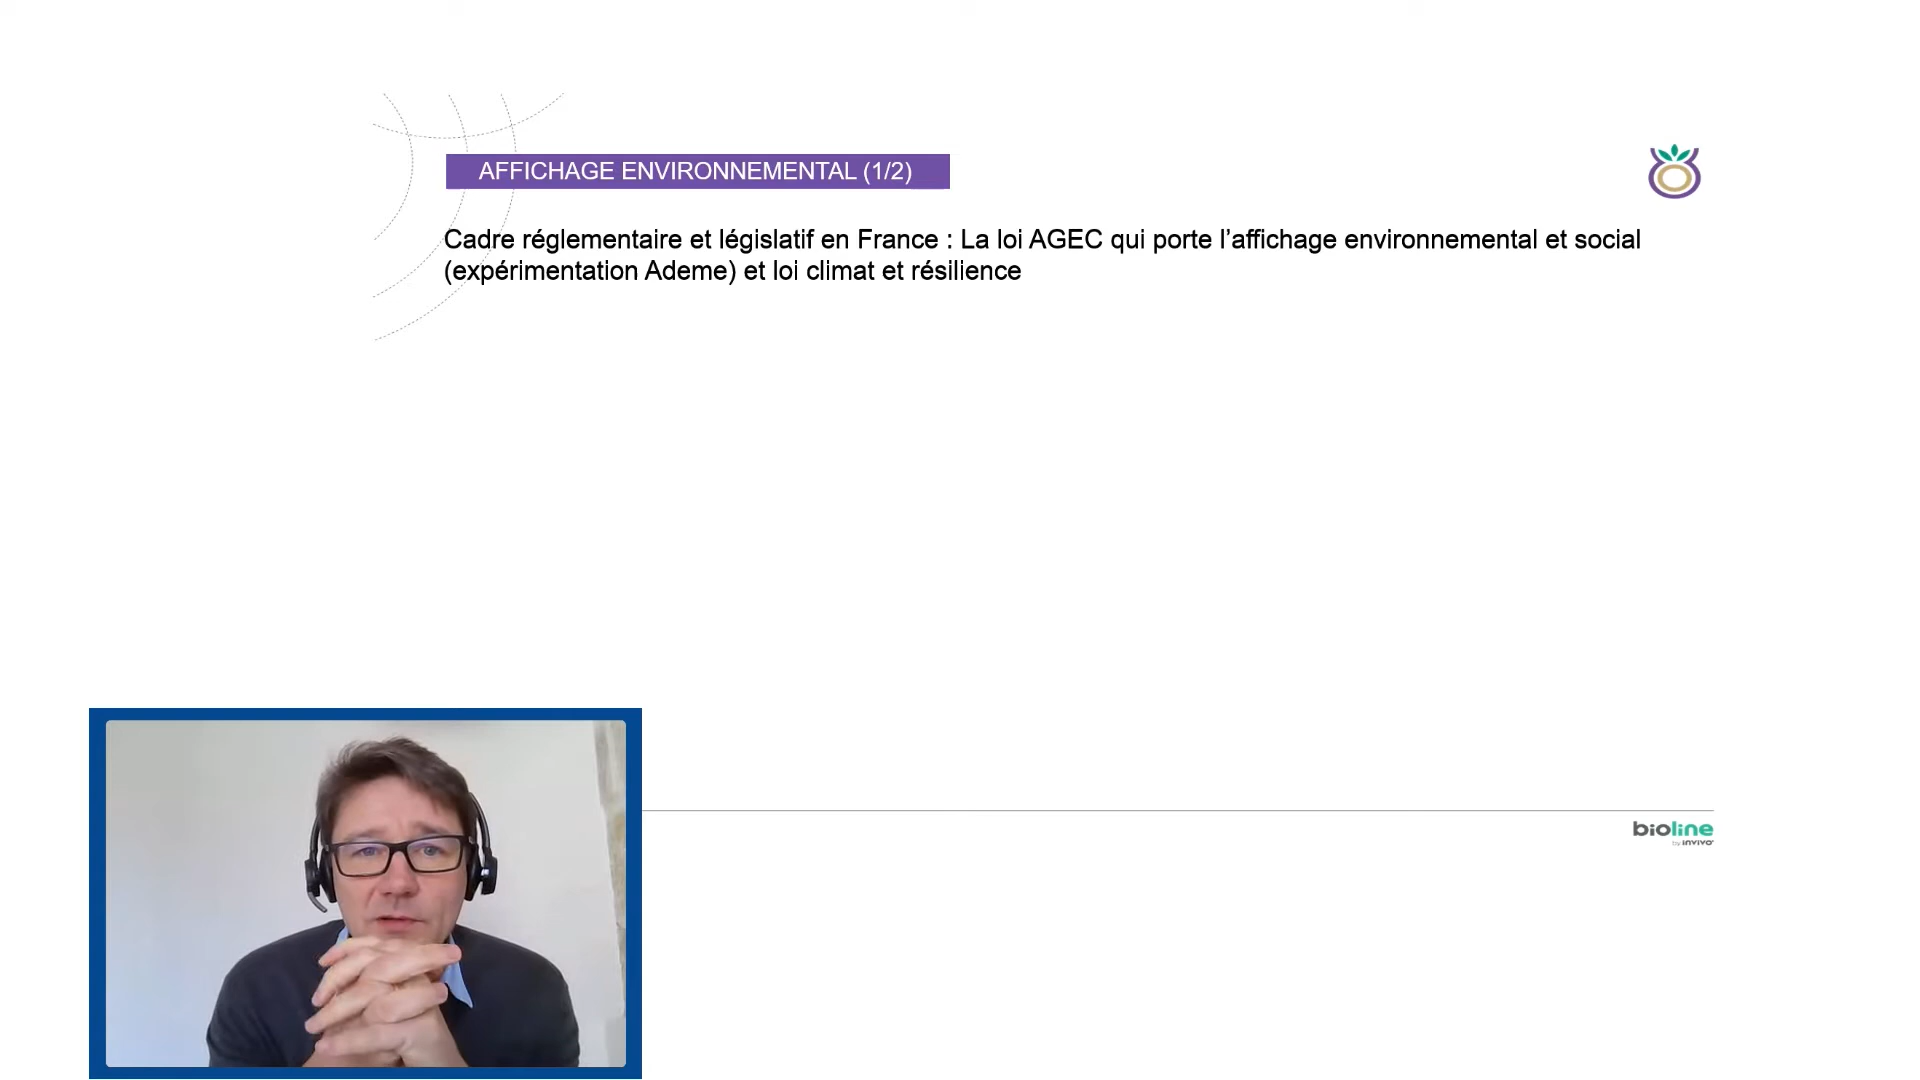 AFFICHAGE ENVIRONNEMENTAL (1/2)
Cadre réglementaire et législatif en France : La loi AGEC qui porte l’affichage environnemental et social
(expérimentation Ademe) et loi climat et résilience
bioline
by invivo